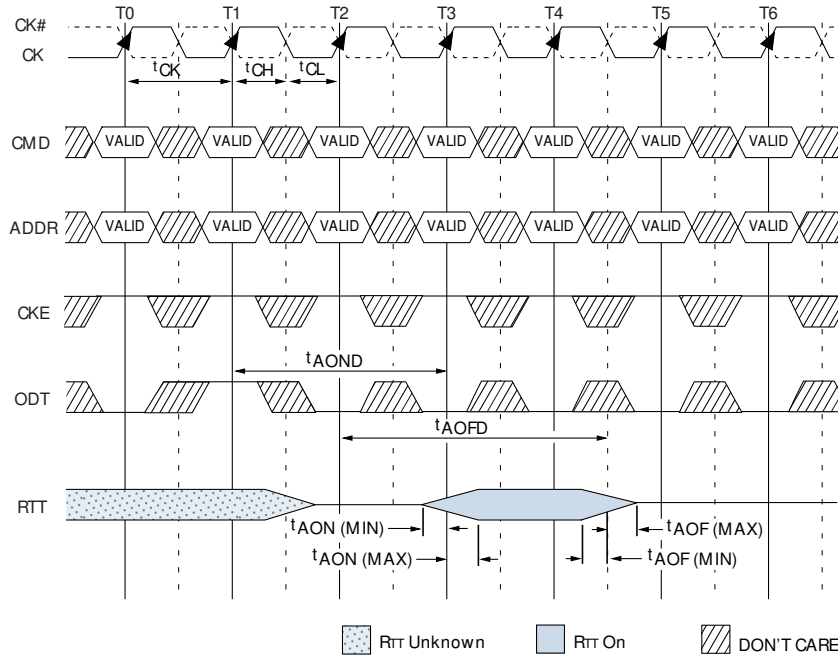 T0 T1 T2 T3 T4 T5 T6
CK#
CK
tCK tCH tCL
CMD VALID VALID VALID VALID VALID VALID VALID
ADDR VALID VALID VALID VALID VALID VALID VALID
CKE
tAOND
ODT
tAOFD
RTT
tAON (MIN) tAOF (MAX)
tAON (MAX) tAOF (MIN)
RTT Unknown RTT On DON'T CARE